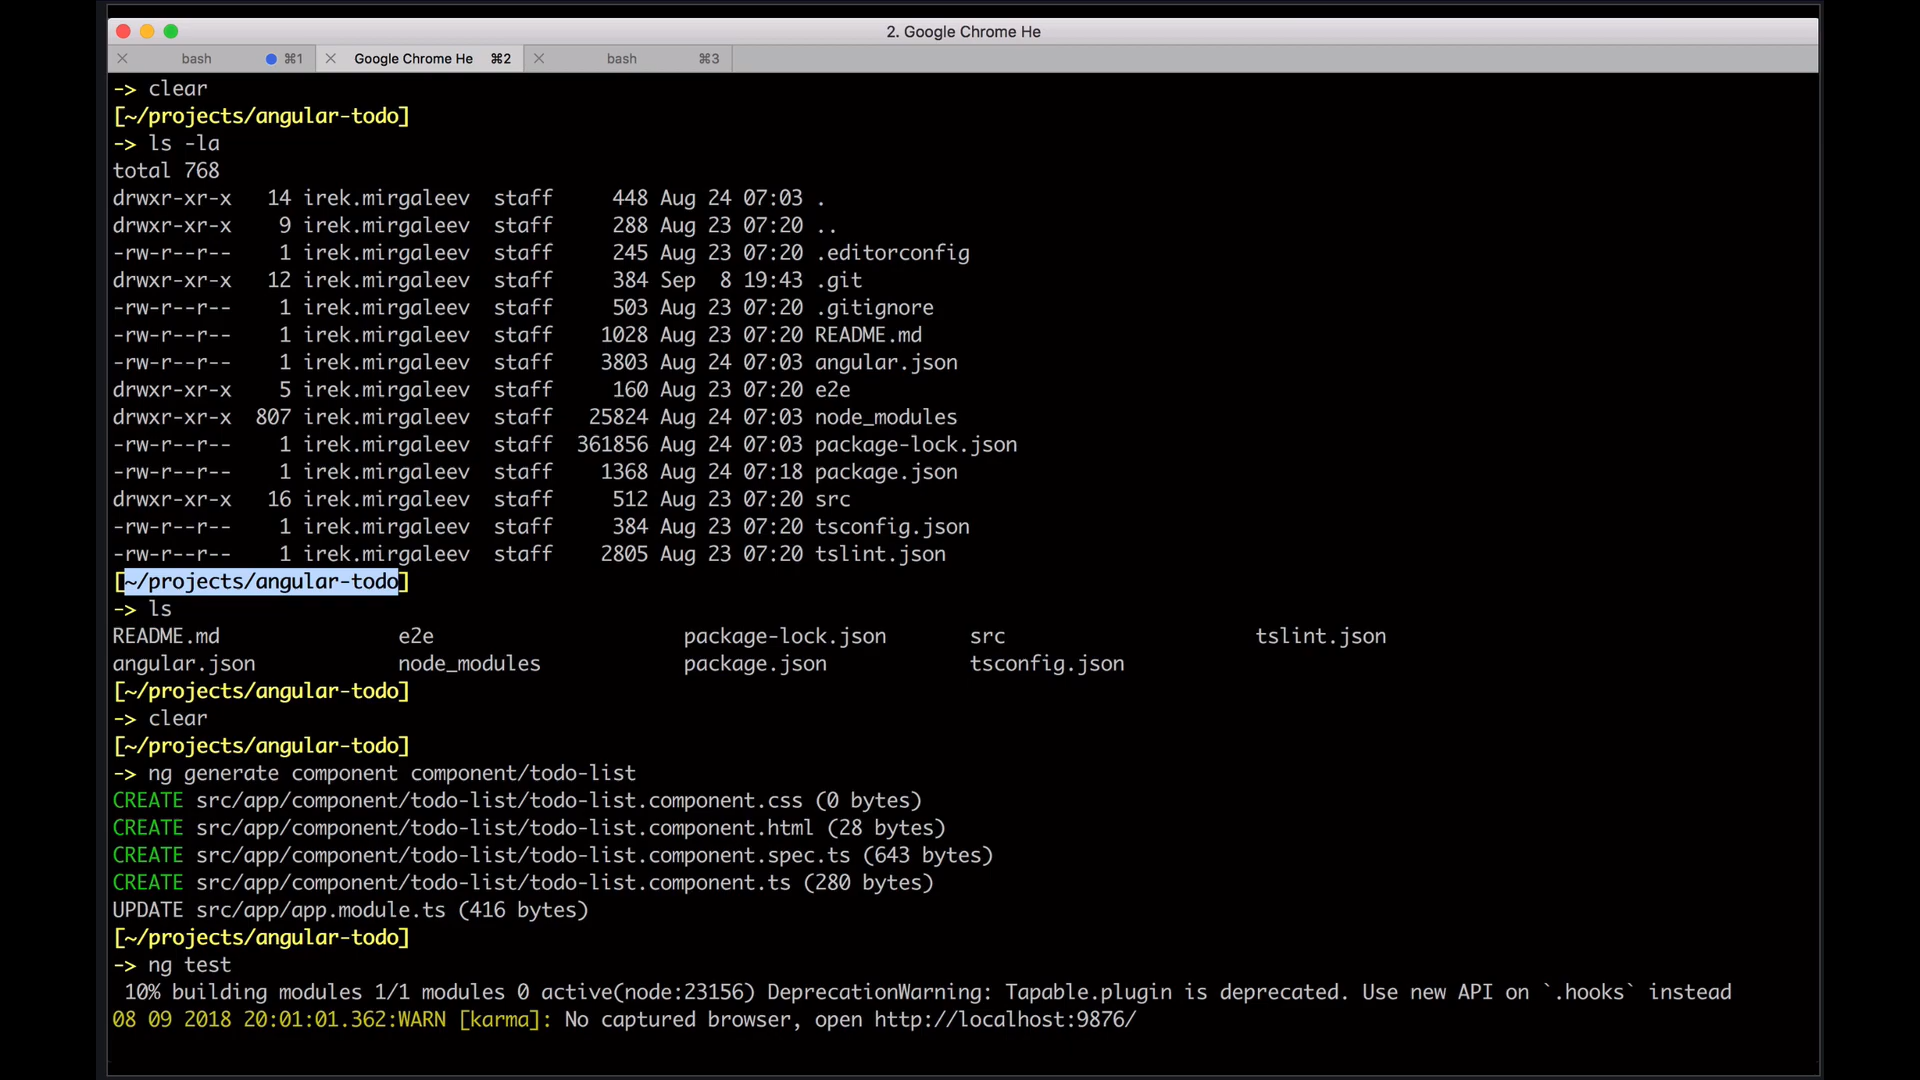 2. Google Chrome He
bash ⌘1 Google Chrome He ⌘2 bash ⌘3
-> clear
[~/projects/angular-todo]
-> ls -la
total 768
drwxr-xr-x   14 irek.mirgaleev  staff     448 Aug 24 07:03 .
drwxr-xr-x    9 irek.mirgaleev  staff     288 Aug 23 07:20 ..
-rw-r--r--    1 irek.mirgaleev  staff     245 Aug 23 07:20 .editorconfig
drwxr-xr-x   12 irek.mirgaleev  staff     384 Sep  8 19:43 .git
-rw-r--r--    1 irek.mirgaleev  staff     503 Aug 23 07:20 .gitignore
-rw-r--r--    1 irek.mirgaleev  staff    1028 Aug 23 07:20 README.md
-rw-r--r--    1 irek.mirgaleev  staff    3803 Aug 24 07:03 angular.json
drwxr-xr-x    5 irek.mirgaleev  staff     160 Aug 23 07:20 e2e
drwxr-xr-x  807 irek.mirgaleev  staff   25824 Aug 24 07:03 node_modules
-rw-r--r--    1 irek.mirgaleev  staff  361856 Aug 24 07:03 package-lock.json
-rw-r--r--    1 irek.mirgaleev  staff    1368 Aug 24 07:18 package.json
drwxr-xr-x   16 irek.mirgaleev  staff     512 Aug 23 07:20 src
-rw-r--r--    1 irek.mirgaleev  staff     384 Aug 23 07:20 tsconfig.json
-rw-r--r--    1 irek.mirgaleev  staff    2805 Aug 23 07:20 tslint.json
[~/projects/angular-todo]
-> ls
README.md               e2e                     package-lock.json       src                     tslint.json
angular.json            node_modules            package.json            tsconfig.json
[~/projects/angular-todo]
-> clear
[~/projects/angular-todo]
-> ng generate component component/todo-list
CREATE src/app/component/todo-list/todo-list.component.css (0 bytes)
CREATE src/app/component/todo-list/todo-list.component.html (28 bytes)
CREATE src/app/component/todo-list/todo-list.component.spec.ts (643 bytes)
CREATE src/app/component/todo-list/todo-list.component.ts (280 bytes)
UPDATE src/app/app.module.ts (416 bytes)
[~/projects/angular-todo]
-> ng test
 10% building modules 1/1 modules 0 active(node:23156) DeprecationWarning: Tapable.plugin is deprecated. Use new API on `.hooks` instead
08 09 2018 20:01:01.362:WARN [karma]: No captured browser, open http://localhost:9876/